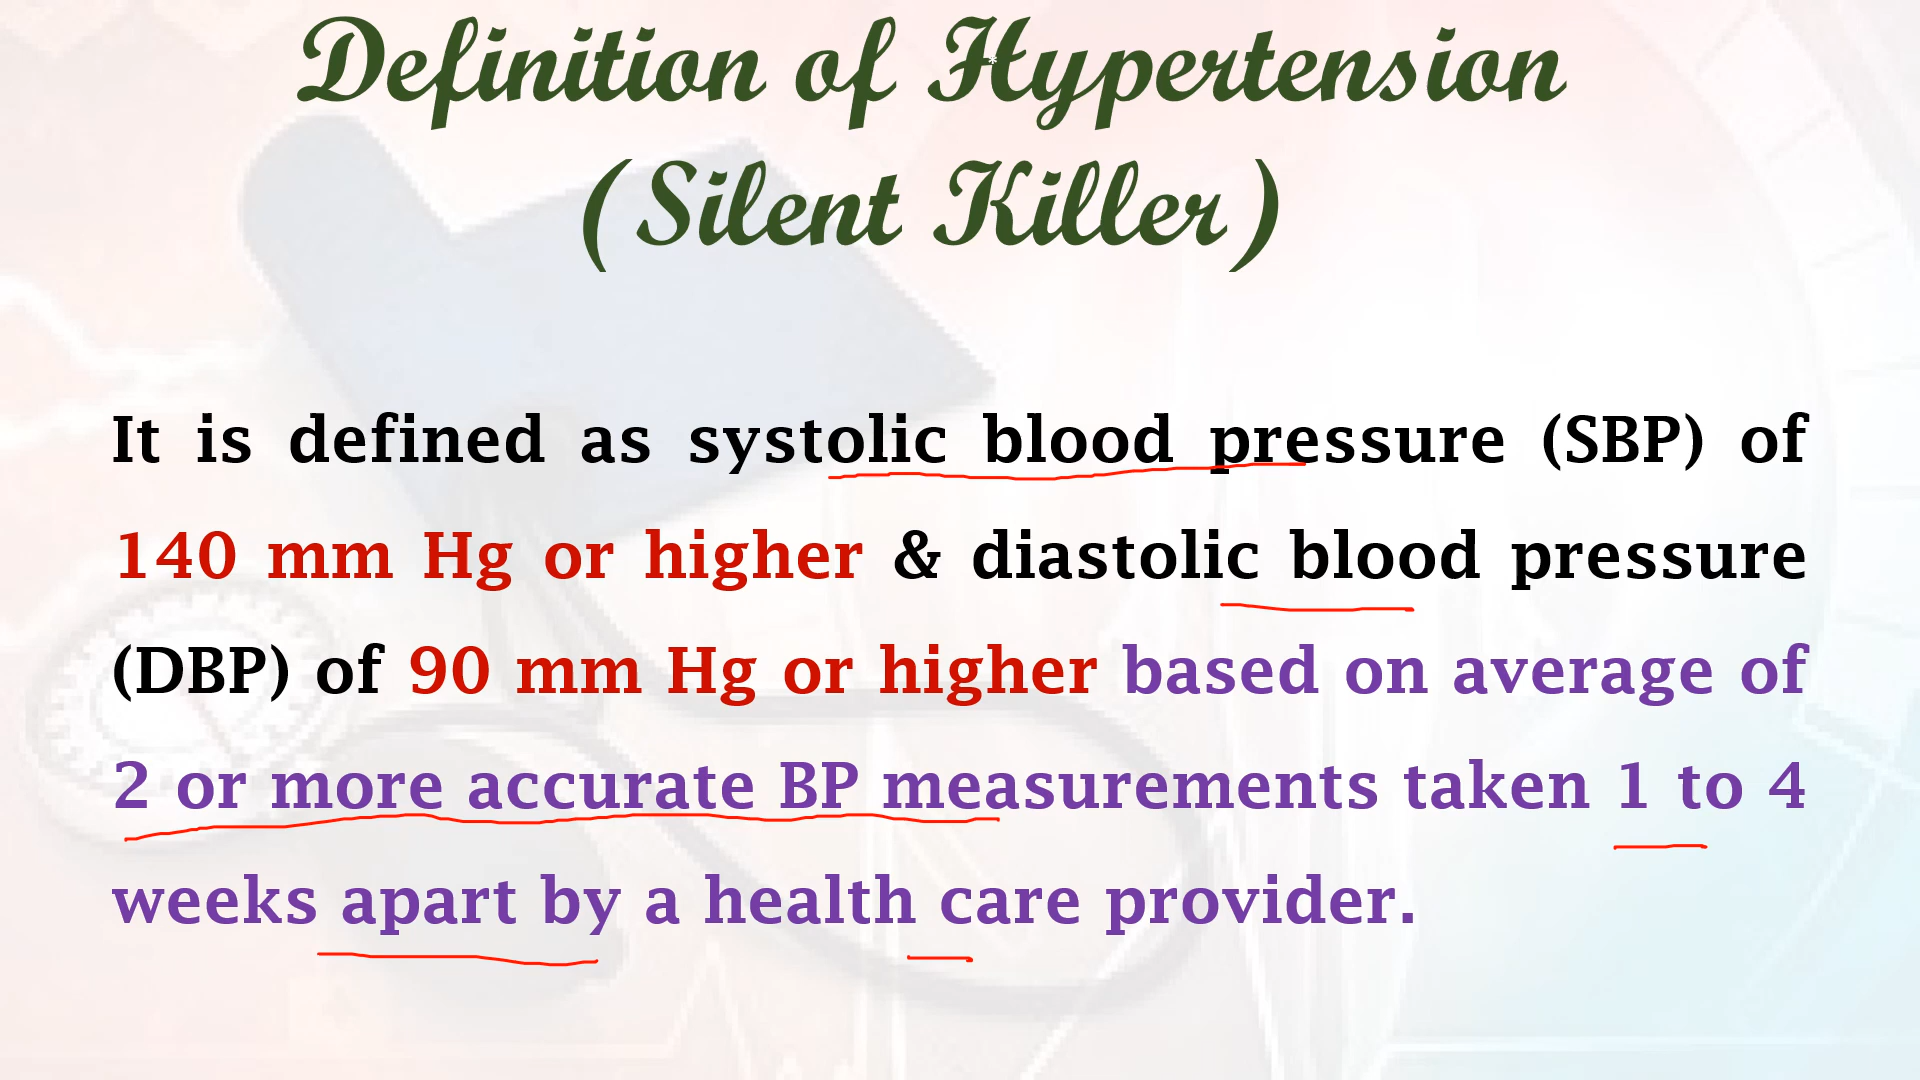 Definition of Hypertension
(Silent Killer)
It is defined as systolic blood pressure (SBP) of
140 mm Hg or higher & diastolic blood pressure
(DBP) of 90 mm Hg or higher based on average of
2 or more accurate BP measurements taken 1 to 4
weeks apart by a health care provider.